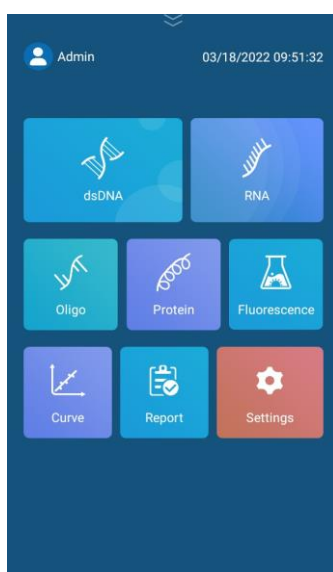 Admin 03/18/2022 09:51:32
dsDNA RNA
Oligo Protein Fluorescence
Curve Report Settings